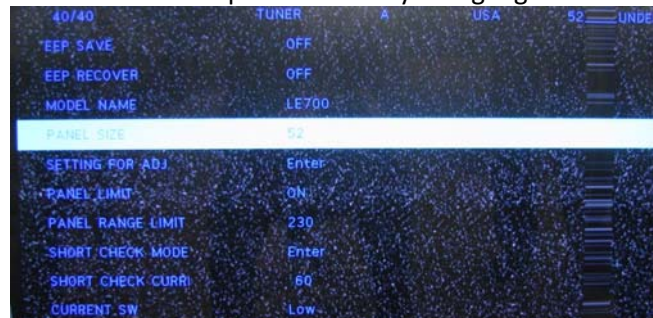 40/40 TUNER A USA 52 UNDE
EEP SAVE OFF
EEP RECOVER OFF
MODEL NAME LE700
PANEL SIZE 52
SETTING FOR ADJ. Enter
PANEL LIMIT ON
PANEL RANGE LIMIT 230
SHORT CHECK MODE Enter
SHORT CHECK CURRI 60
CURRENT SW Low